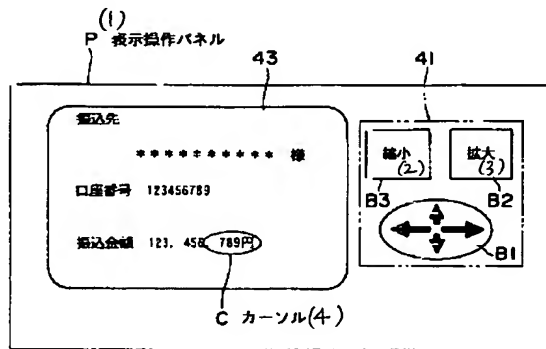 (1)
P 表示操作パネル
43
41
振込先
********** 様
口座番号 123456789
振込金額 123, 456 789円
縮小
(2)
拡大
(3)
B3
B2
B1
C カーソル(4)